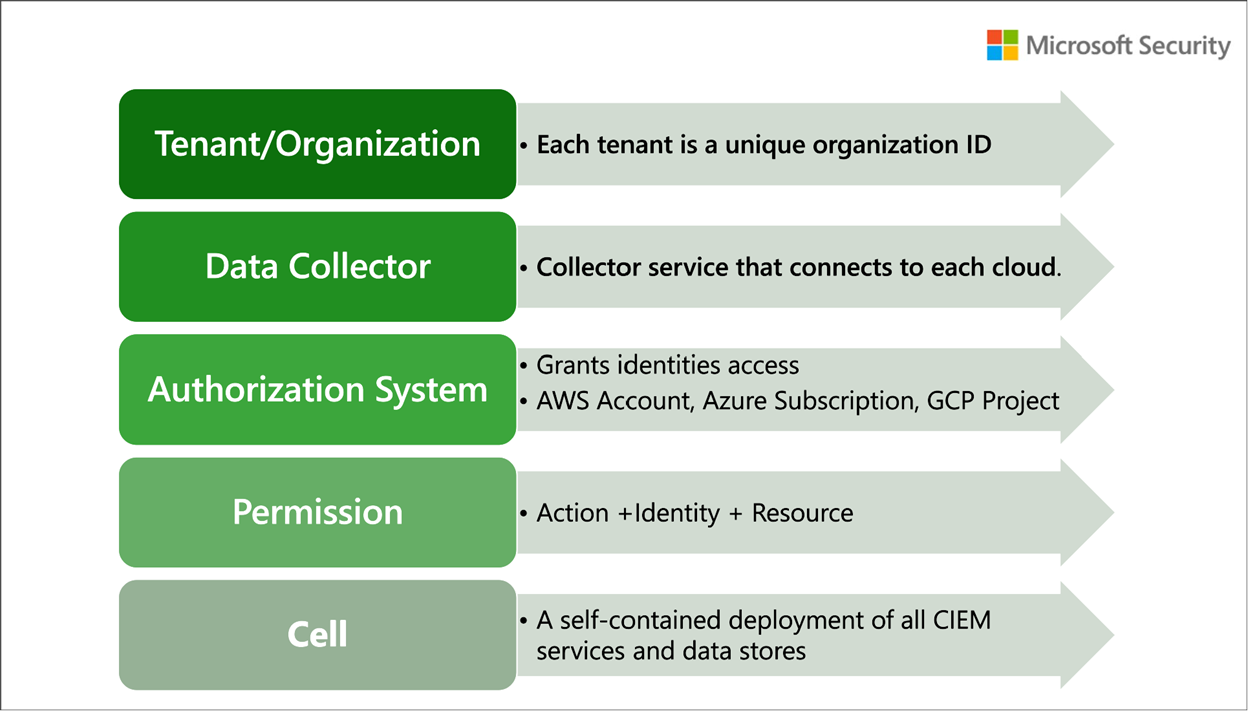 Microsoft Security
Tenant/Organization
• Each tenant is a unique organization ID
Data Collector
• Collector service that connects to each cloud.
Authorization System
• Grants identities access
• AWS Account, Azure Subscription, GCP Project
Permission
• Action +Identity + Resource
Cell
• A self-contained deployment of all CIEM
services and data stores